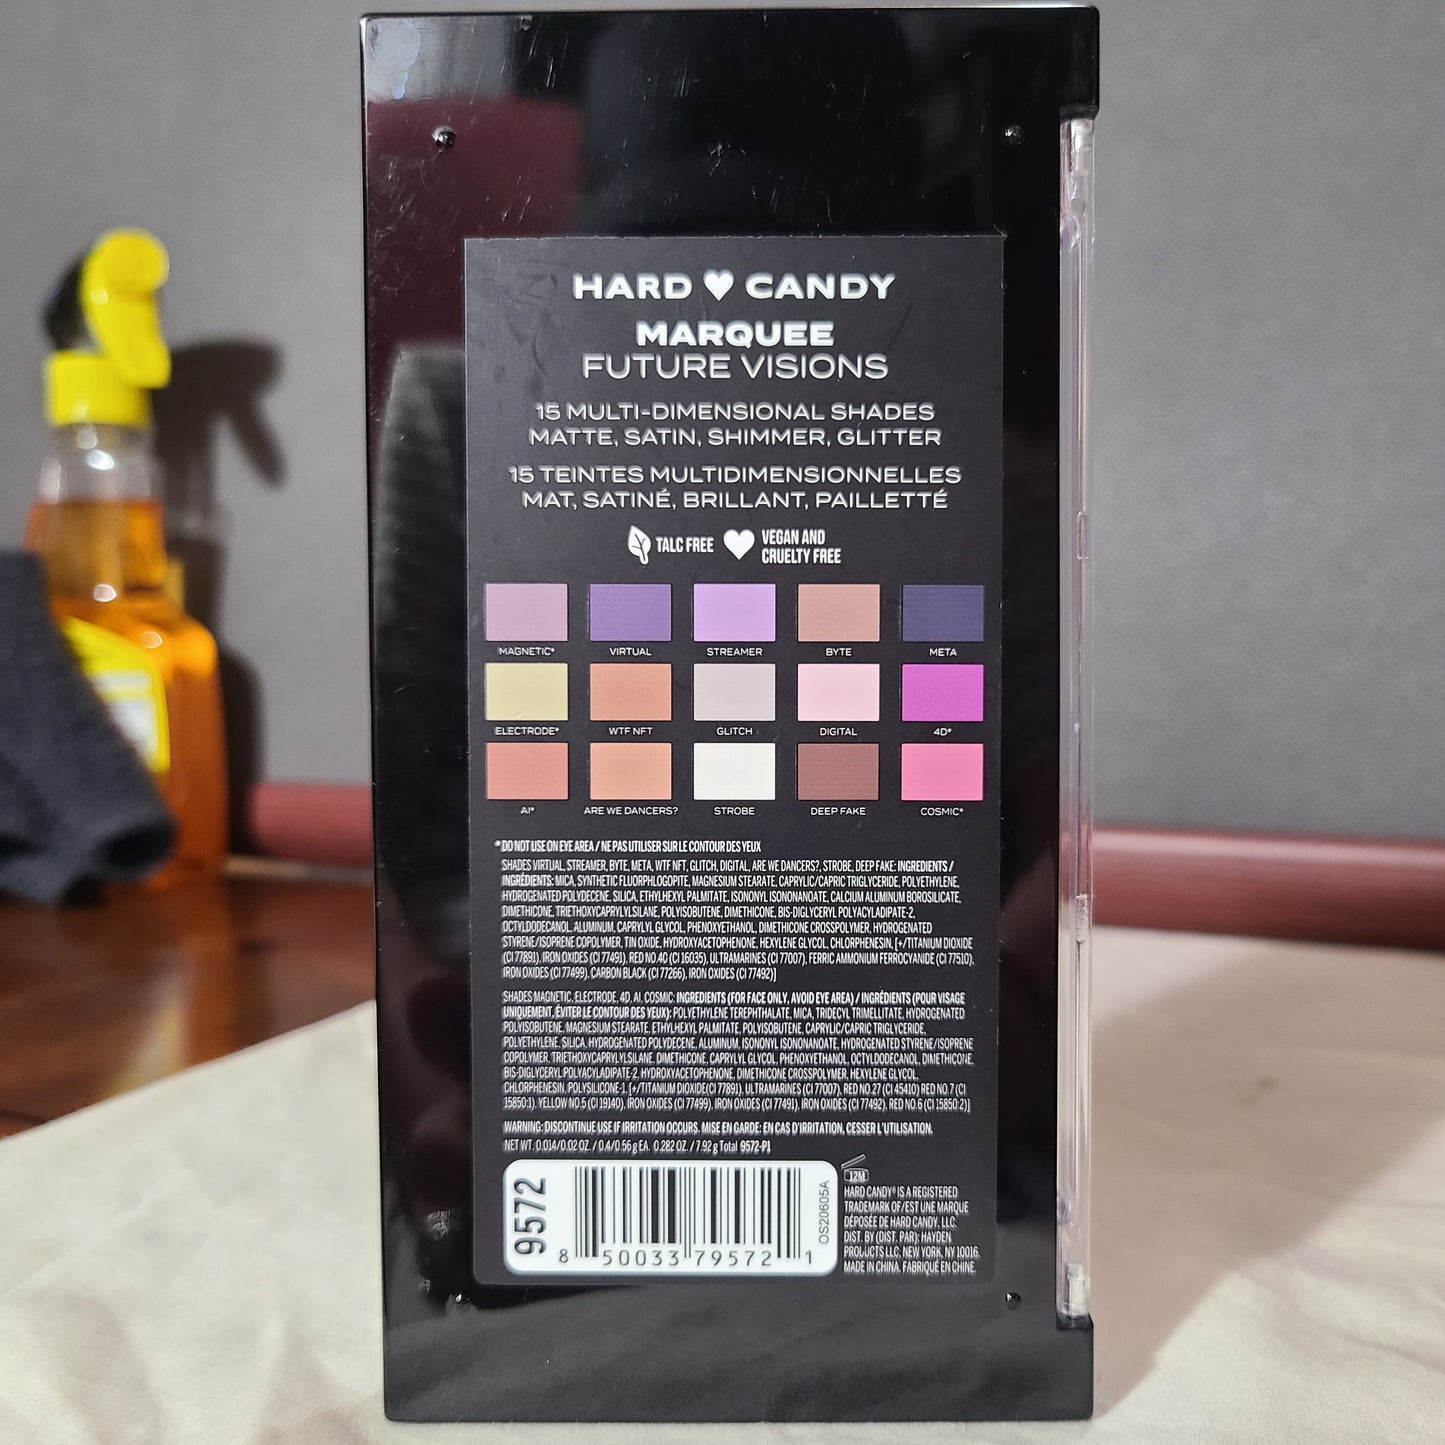 HARD CANDY
MARQUEE
FUTURE VISIONS
15 MULTI-DIMENSIONAL SHADES
MATTE, SATIN, SHIMMER, GLITTER
15 TEINTES MULTIDIMENSIONNELLES
MAT, SATINÉ, BRILLANT, PAILLETTÉ
TALC FREE
VEGAN AND
CRUELTY FREE
MAGNETIC* VIRTUAL STREAMER BYTE META
ELECTRODE* WTF NFT GLITCH DIGITAL 4D*
AI* ARE WE DANCERS? STROBE DEEP FAKE COSMIC*
*DO NOT USE ON EYE AREA / NE PAS UTILISER SUR LE CONTOUR DES YEUX
SHADES VIRTUAL, STREAMER, BYTE, META, WTF NFT, GLITCH, DIGITAL, ARE WE DANCERS?, STROBE, DEEP FAKE: INGREDIENTS /
INGRÉDIENTS: MICA, SYNTHETIC FLUORPHLOGOPITE, MAGNESIUM STEARATE, CAPRYLIC/CAPRIC TRIGLYCERIDE, POLYETHYLENE,
HYDROGENATED POLYDECENE, SILICA, ETHYLHEXYL PALMITATE, ISONONYL ISONONANOATE, CALCIUM ALUMINUM BOROSILICATE,
DIMETHICONE, TRIETHOXYCAPRYLYLSILANE, POLYISOBUTENE, DIMETHICONE, BIS-DIGLYCERYL POLYACYLADIPATE-2,
OCTYLDODECANOL, ALUMINUM, CAPRYLYL GLYCOL, PHENOXYETHANOL, DIMETHICONE CROSSPOLYMER, HYDROGENATED
STYRENE/ISOPRENE COPOLYMER, TIN OXIDE, HYDROXYACETOPHENONE, HEXYLENE GLYCOL, CHLORPHENESIN, [+/TITANIUM DIOXIDE
(CI 77891), IRON OXIDES (CI 77491), RED NO.40 (CI 16035), ULTRAMARINES (CI 77007), FERRIC AMMONIUM FERROCYANIDE (CI 77510),
IRON OXIDES (CI 77499), CARBON BLACK (CI 77266), IRON OXIDES (CI 77492)]
SHADES MAGNETIC, ELECTRODE, 4D, AI, COSMIC: INGREDIENTS (FOR FACE ONLY, AVOID EYE AREA) / INGRÉDIENTS (POUR VISAGE
UNIQUEMENT, ÉVITER LE CONTOUR DES YEUX): POLYETHYLENE TEREPHTHALATE, MICA, TRIDECYL TRIMELLITATE, HYDROGENATED
POLYISOBUTENE, MAGNESIUM STEARATE, ETHYLHEXYL PALMITATE, POLYISOBUTENE, CAPRYLIC/CAPRIC TRIGLYCERIDE,
POLYETHYLENE, SILICA, HYDROGENATED POLYDECENE, ALUMINUM, ISONONYL ISONONANOATE, HYDROGENATED STYRENE/ISOPRENE
COPOLYMER, TRIETHOXYCAPRYLYLSILANE, DIMETHICONE, CAPRYLYL GLYCOL, PHENOXYETHANOL, OCTYLDODECANOL, DIMETHICONE,
BIS-DIGLYCERYL POLYACYLADIPATE-2, HYDROXYACETOPHENONE, DIMETHICONE CROSSPOLYMER, HEXYLENE GLYCOL,
CHLORPHENESIN, POLYSILICONE-1, [+/TITANIUM DIOXIDE(CI 77891), ULTRAMARINES (CI 77007), RED NO.27 (CI 45410) RED NO.7 (CI
15850:1), YELLOW NO.5 (CI 19140), IRON OXIDES (CI 77499), IRON OXIDES (CI 77491), IRON OXIDES (CI 77492), RED NO.6 (CI 15850:2)]
WARNING: DISCONTINUE USE IF IRRITATION OCCURS. MISE EN GARDE: EN CAS D'IRRITATION, CESSER L'UTILISATION.
NET WT. 0.014/0.02 OZ. / 0.4/0.56 g EA. 0.282 OZ. / 7.92 g Total 9572-P1
9572
8 50033 79572 1
OS20605A
12M
HARD CANDY® IS A REGISTERED
TRADEMARK OF/EST UNE MARQUE
DÉPOSÉE DE HARD CANDY, LLC.
DIST. BY (DIST. PAR): HAYDEN
PRODUCTS LLC, NEW YORK, NY 10016.
MADE IN CHINA. FABRIQUÉ EN CHINE.